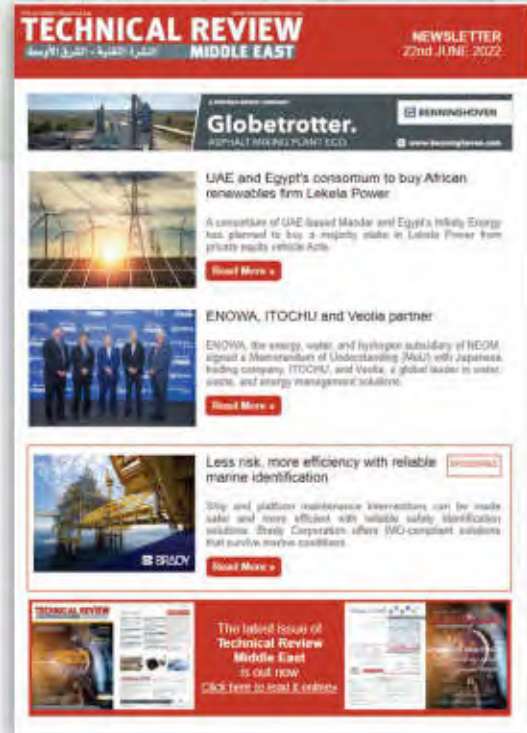 TECHNICAL REVIEW
MIDDLE EAST
النشرة التقنية - الشرق الأوسط
NEWSLETTER
22nd JUNE 2022
Globetrotter.
ASPHALT MIXING PLANT ECO
BENNINGHOVEN
www.benninghoven.com
UAE and Egypt's consortium to buy African
renewables firm Lekela Power
A consortium of UAE-based Masdar and Egypt's Infinity Energy
has planned to buy a majority stake in Lekela Power from
private equity vehicle Actis.
Read More »
ENOWA, ITOCHU and Veolia partner
ENOWA, the energy, water, and hydrogen subsidiary of NEOM,
signed a Memorandum of Understanding (MoU) with Japanese
trading company, ITOCHU, and Veolia, a global leader in water,
waste, and energy management solutions.
Read More »
Less risk, more efficiency with reliable
marine identification
SPONSORED
Ship and platform maintenance interventions can be made
safer and more efficient with reliable safety identification
solutions. Brady Corporation offers IMO-compliant solutions
that survive marine conditions.
BRADY
Read More »
TECHNICAL REVIEW
The latest issue of
Technical Review
Middle East
is out now
Click here to read it online»